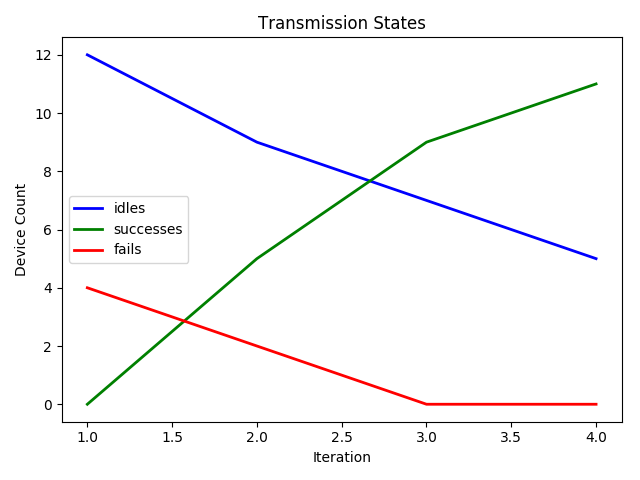 Transmission States
12
10
8
6
4
2
0
Device Count
idles
successes
fails
1.0 1.5 2.0 2.5 3.0 3.5 4.0
Iteration